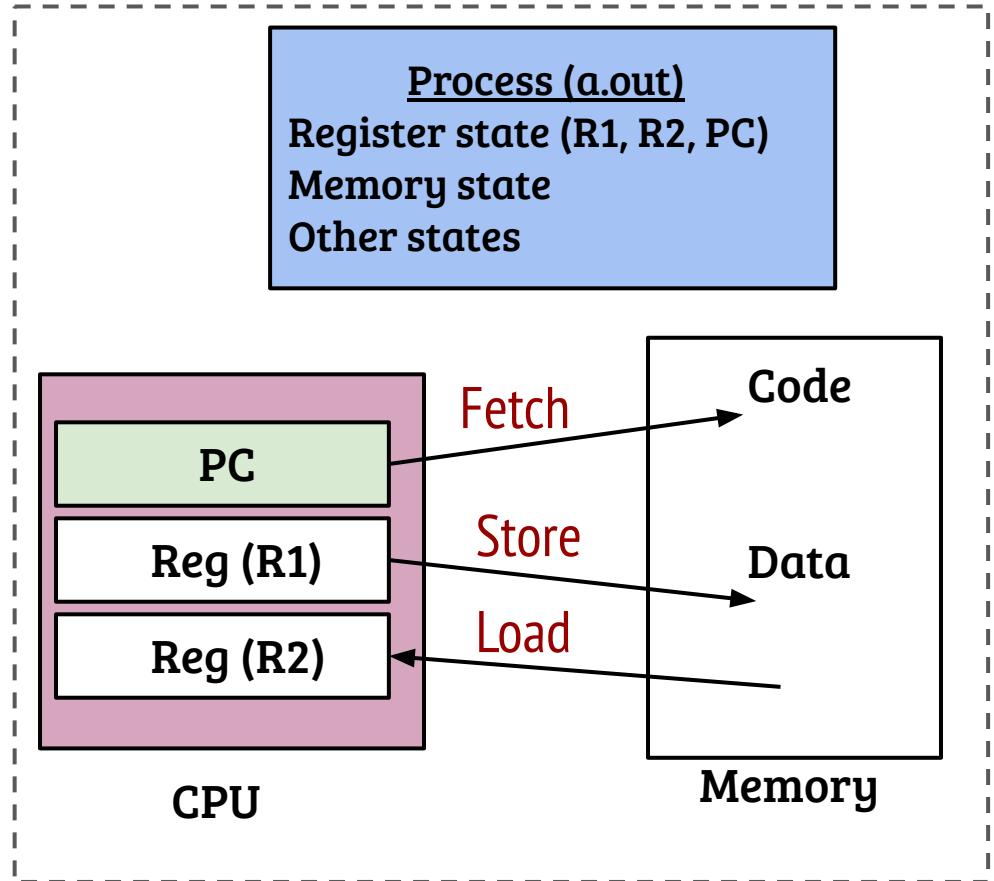 Process (a.out)
Register state (R1, R2, PC)
Memory state
Other states
Fetch
Code
PC
Store
Reg (R1)
Data
Load
Reg (R2)
CPU
Memory